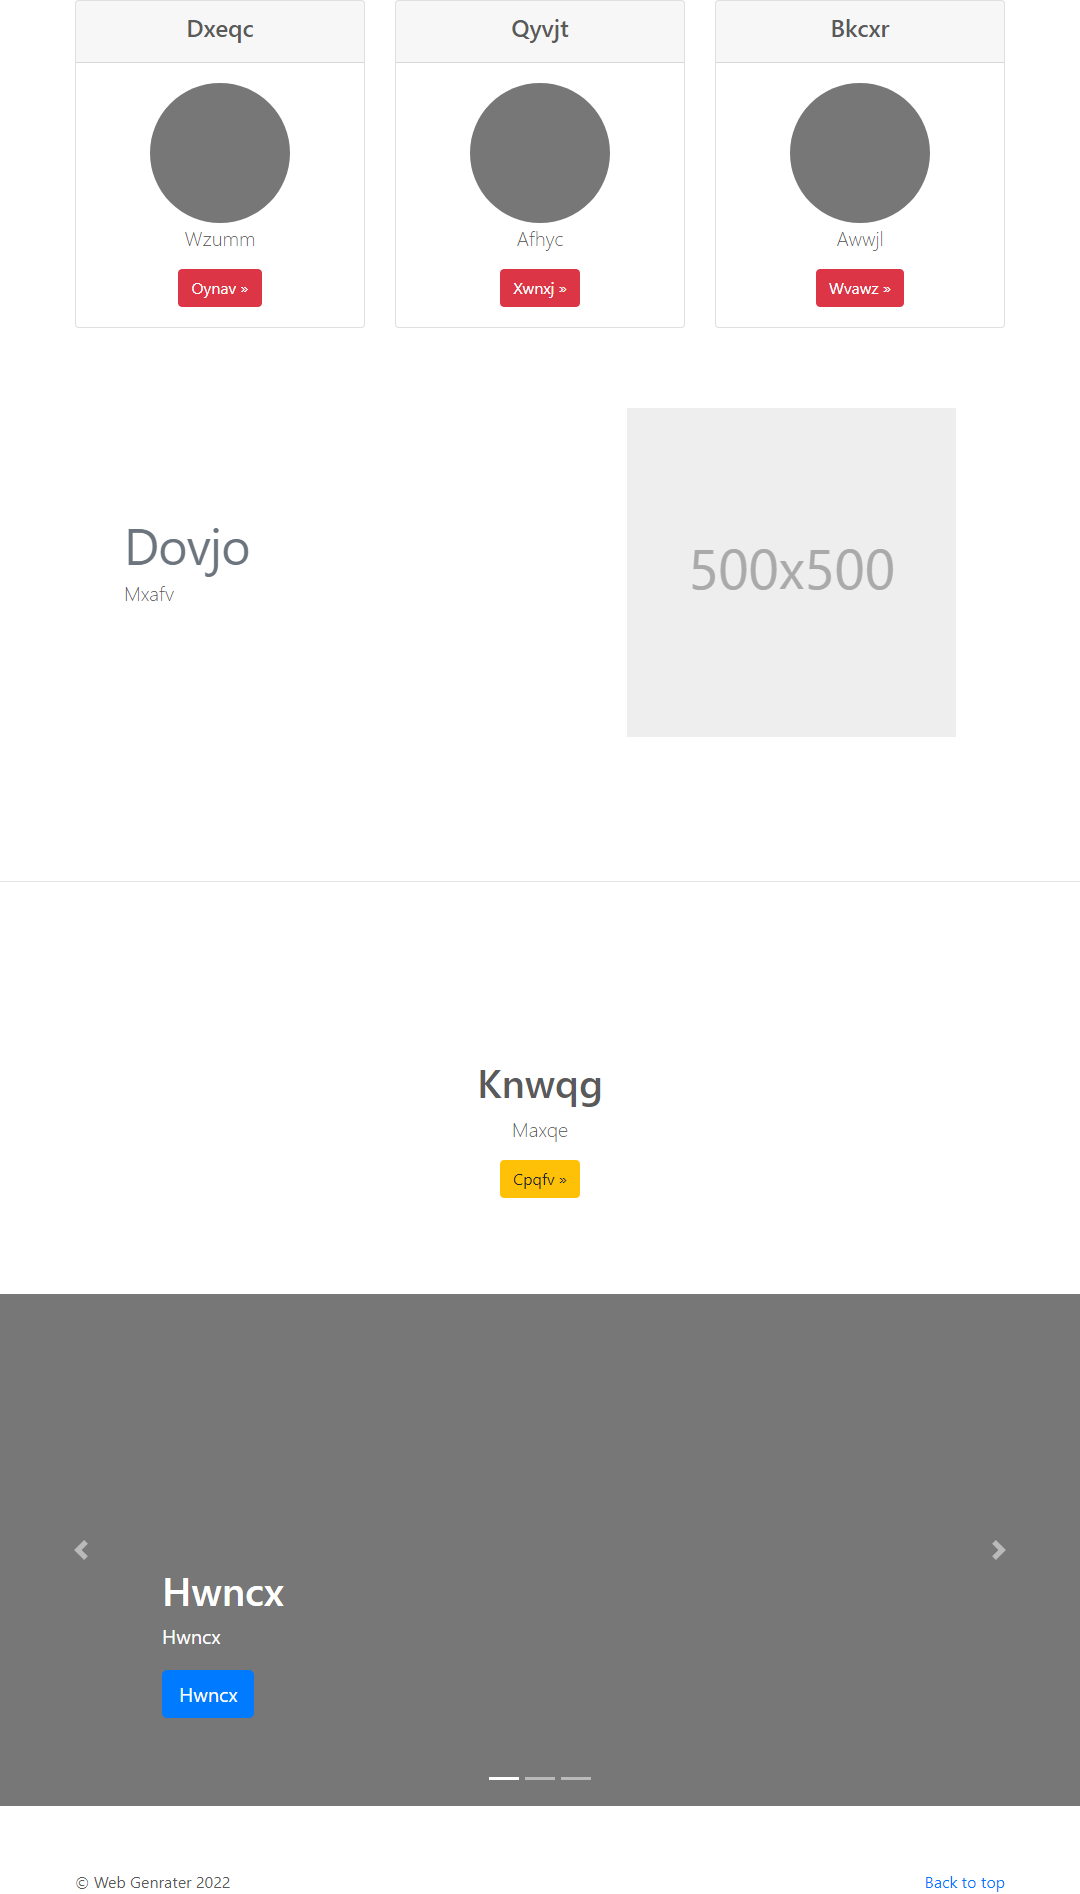 Dxeqc
Qyvjt
Bkcxr
Wzumm
Afhyc
Awwjl
Oynav »
Xwnxj »
Wvawz »
Dovjo
Mxafv
500x500
Knwqg
Maxqe
Cpqfv »
Hwncx
Hwncx
Hwncx
© Web Genrater 2022
Back to top